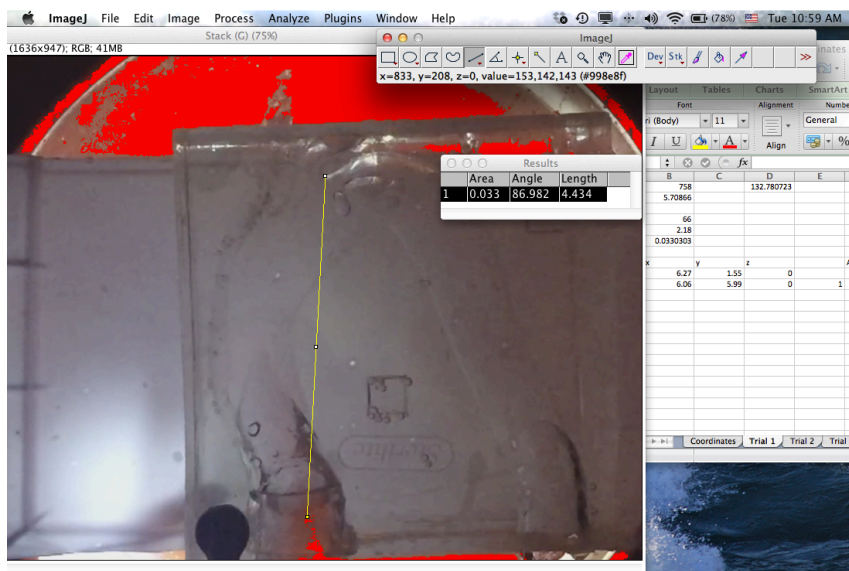 ImageJ File Edit Image Process Analyze Plugins Window Help (78%) Tue 10:59 AM
Stack (G) (75%)
(1636x947); RGB; 41MB
ImageJ
A Dev Stk >>
x=833, y=208, z=0, value=153,142,143 (#998e8f)
Layout Tables Charts SmartArt
Font Alignment
(Body) 11 General
I U A Align %
fx
Results
Area Angle Length
1 0.033 86.982 4.434
B C D E
758 132.780723
5.70866
66
2.18
0.0330303
x y z
6.27 1.55 0
6.06 5.99 0 1
Sterilite
Coordinates Trial 1 Trial 2 Trial